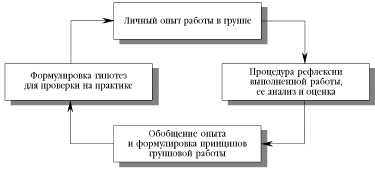 Личный опыт работы в группе
Формулировка гипотез
для проверки на практике
Процедура рефлексии
выполненной работы,
ее анализ и оценка
Обобщение опыта
и формулировка принципов
групповой работы